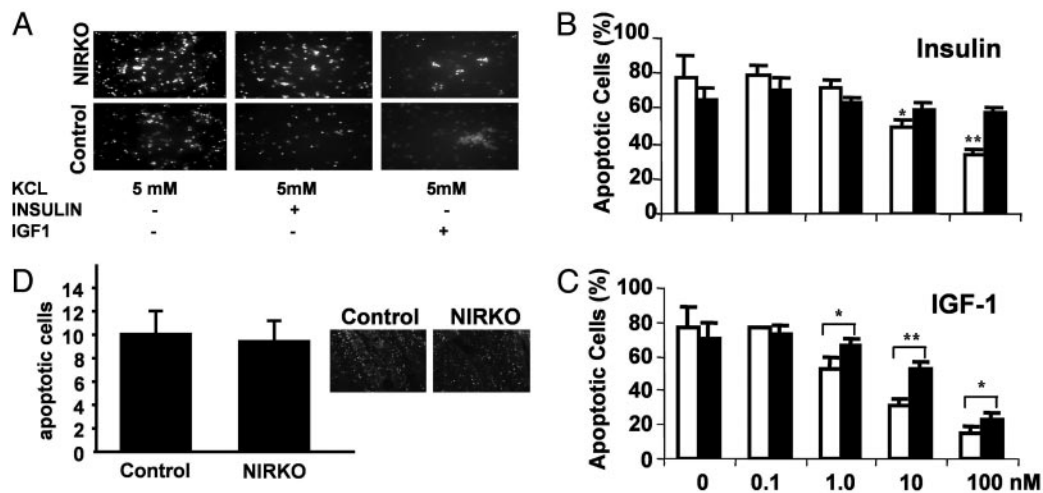 A
NIRKO
Control
KCL 5 mM 5mM 5mM
INSULIN - + -
IGF1 - - +
B
Insulin
Apoptotic Cells (%)
80
60
40
20
0
* **
C
IGF-1
Apoptotic Cells (%)
80
60
40
20
0
* ** *
0 0.1 1.0 10 100 nM
D
apoptotic cells
14
12
10
8
6
4
2
0
Control NIRKO
Control NIRKO